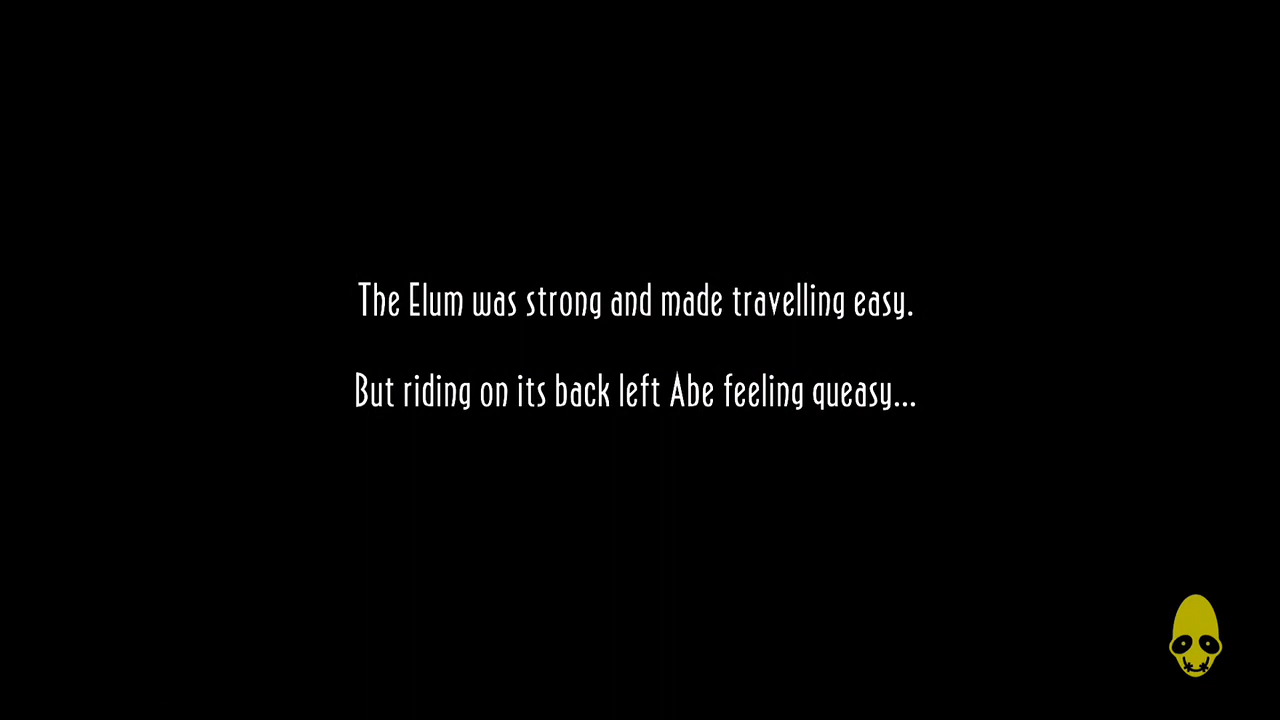 The Elum was strong and made travelling easy.
But riding on its back left Abe feeling queasy...